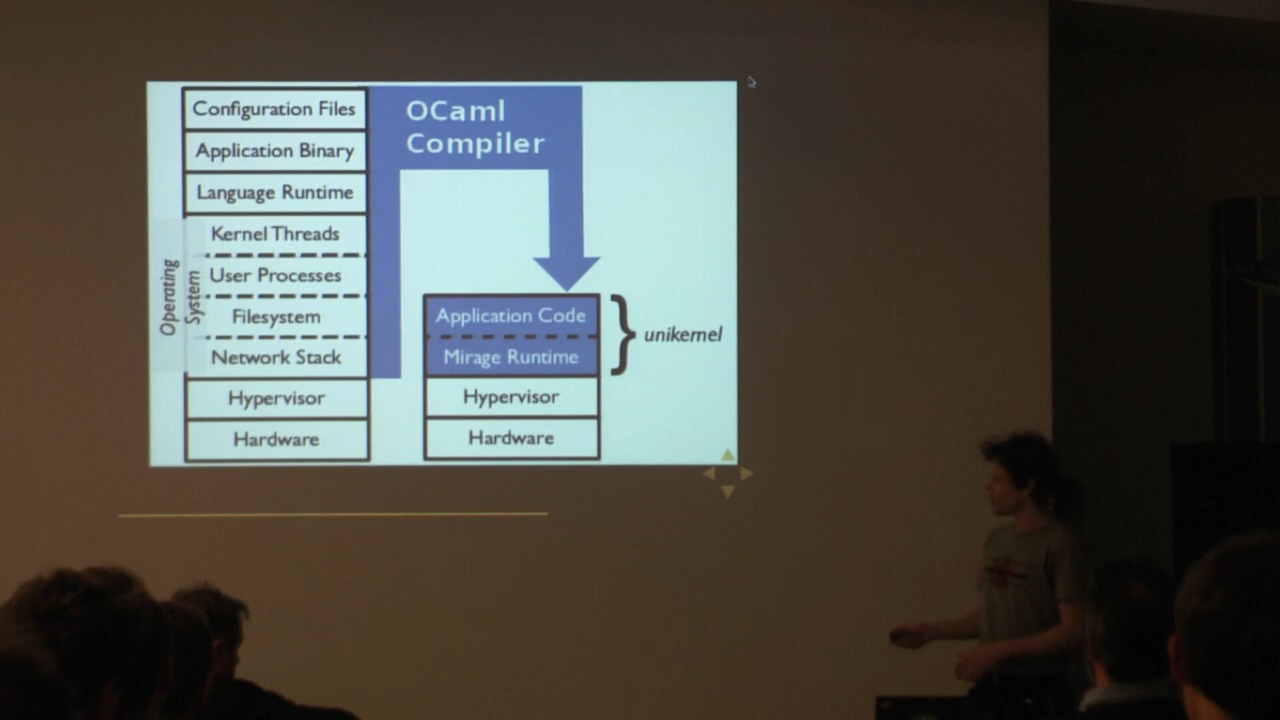 Configuration Files
Application Binary
Language Runtime
Kernel Threads
User Processes
Filesystem
Network Stack
Hypervisor
Hardware
Operating
System
OCaml
Compiler
Application Code
Mirage Runtime
Hypervisor
Hardware
unikernel